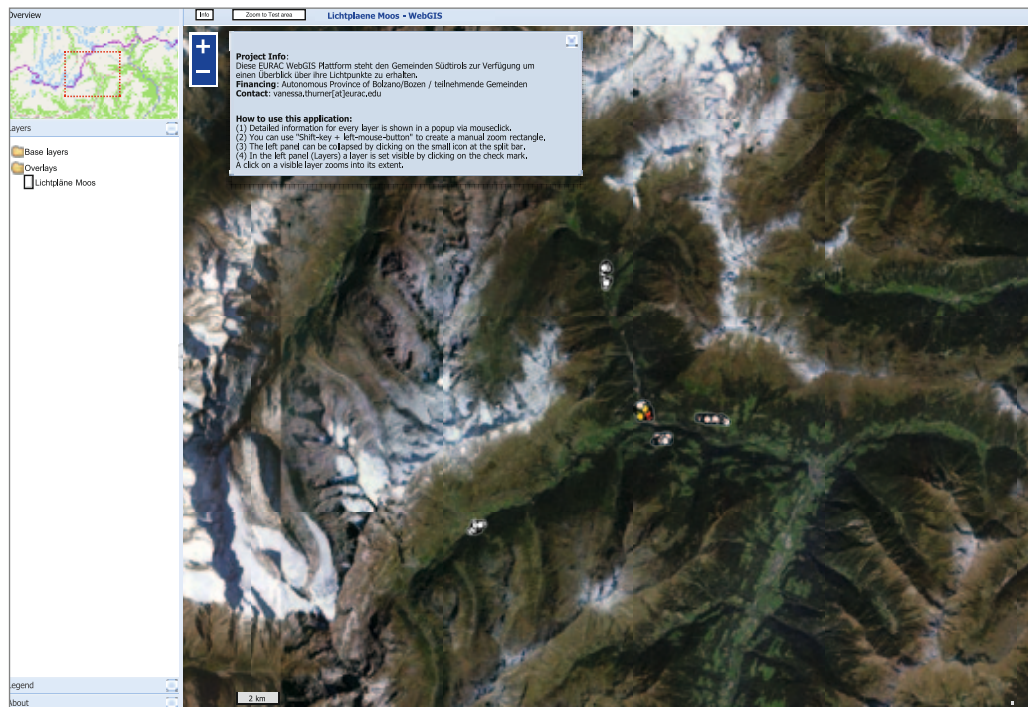 Overview
Info
Zoom to Test area
Lichtplaene Moos - WebGIS
+
−
Project Info:
Diese EURAC WebGIS Plattform steht den Gemeinden Südtirols zur Verfügung um
einen Überblick über ihre Lichtpunkte zu erhalten.
Financing: Autonomous Province of Bolzano/Bozen / teilnehmende Gemeinden
Contact: vanessa.thurner[at]eurac.edu
How to use this application:
(1) Detailed information for every layer is shown in a popup via mouseclick.
(2) You can use "Shift-key + left-mouse-button" to create a manual zoom rectangle.
(3) The left panel can be colapsed by clicking on the small icon at the split bar.
(4) In the left panel (Layers) a layer is set visible by clicking on the check mark.
A click on a visible layer zooms into its extent.
Layers
Base layers
Overlays
Lichtpläne Moos
Legend
About
2 km